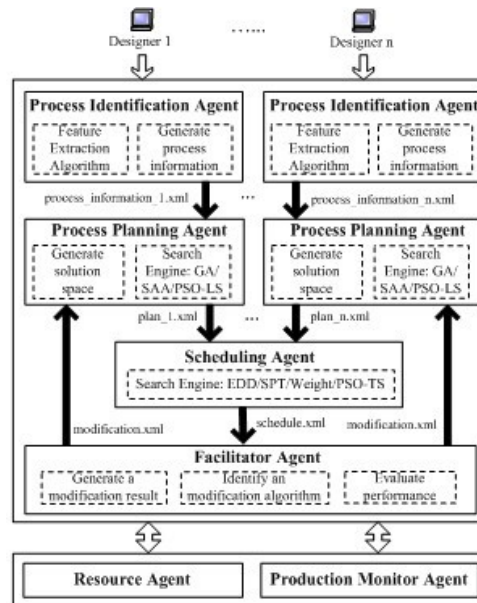 Designer 1
......
Designer n
Process Identification Agent
Feature
Extraction
Algorithm
Generate
process
information
Process Identification Agent
Feature
Extraction
Algorithm
Generate
process
information
process_information_1.xml
...
process_information_n.xml
Process Planning Agent
Generate
solution
space
Search
Engine: GA/
SAA/PSO-LS
Process Planning Agent
Generate
solution
space
Search
Engine: GA/
SAA/PSO-LS
plan_1.xml
...
plan_n.xml
Scheduling Agent
Search Engine: EDD/SPT/Weight/PSO-TS
modification.xml
schedule.xml
modification.xml
Facilitator Agent
Generate a
modification result
Identify an
modification algorithm
Evaluate
performance
Resource Agent
Production Monitor Agent